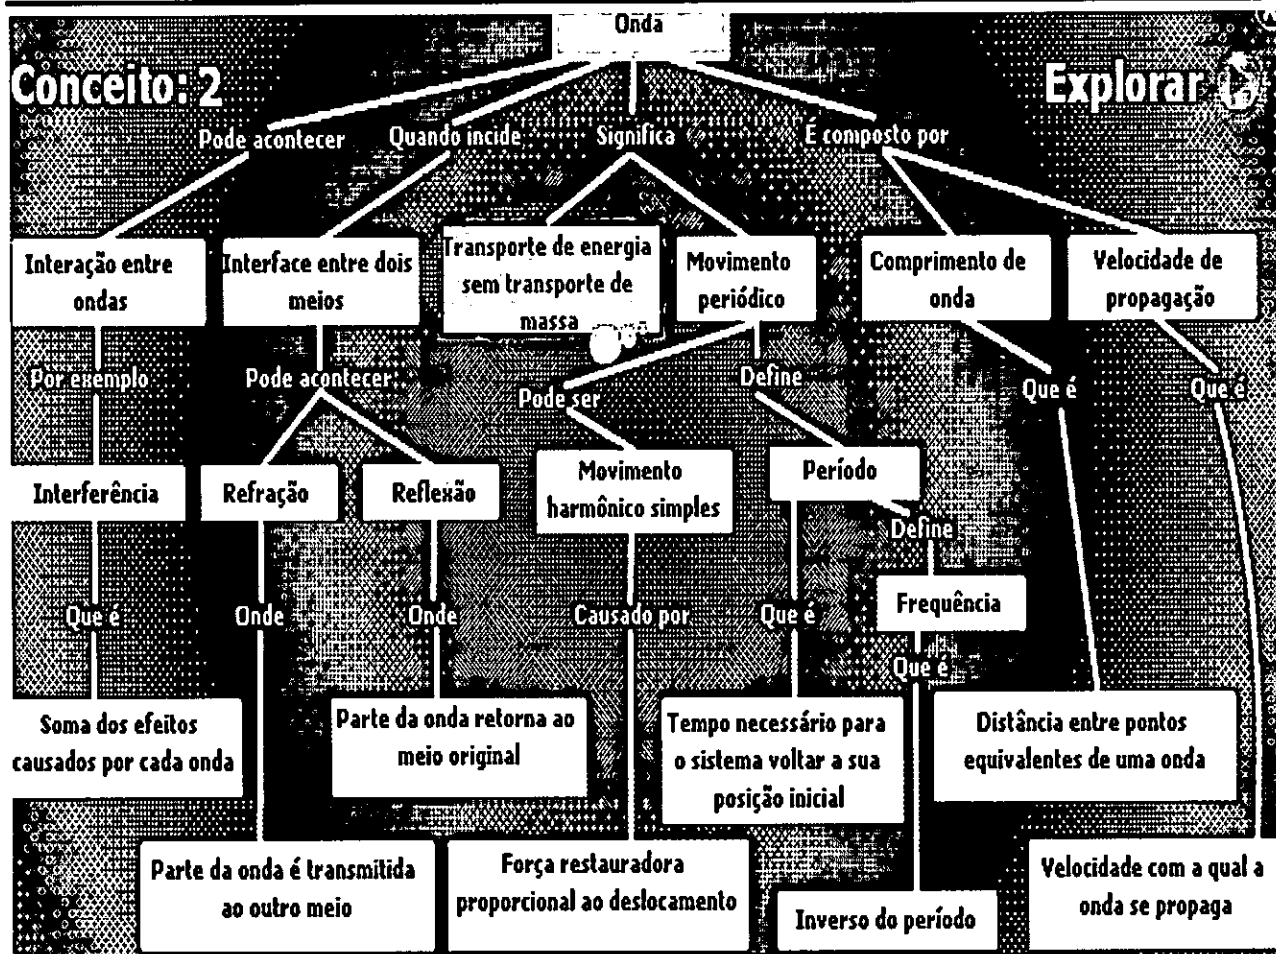 Onda
Conceito: 2
Explorar
Pode acontecer
Quando incide
Significa
É composto por
Interação entre
ondas
Interface entre dois
meios
Transporte de energia
sem transporte de
massa
Movimento
periódico
Comprimento de
onda
Velocidade de
propagação
Por exemplo
Pode acontecer
Pode ser
Define
Que é
Que é
Interferência
Refração
Reflexão
Movimento
harmônico simples
Período
Define
Frequência
Que é
Onde
Onde
Causado por
Que é
Que é
Soma dos efeitos
causados por cada onda
Parte da onda retorna ao
meio original
Tempo necessário para
o sistema voltar a sua
posição inicial
Distância entre pontos
equivalentes de uma onda
Parte da onda é transmitida
ao outro meio
Força restauradora
proporcional ao deslocamento
Inverso do período
Velocidade com a qual a
onda se propaga